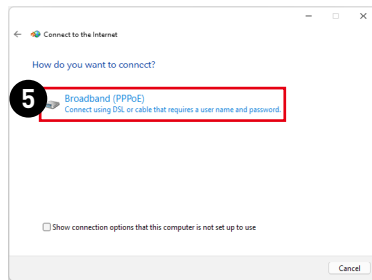 Connect to the Internet
How do you want to connect?
5
Broadband (PPPoE)
Connect using DSL or cable that requires a user name and password.
Show connection options that this computer is not set up to use
Cancel